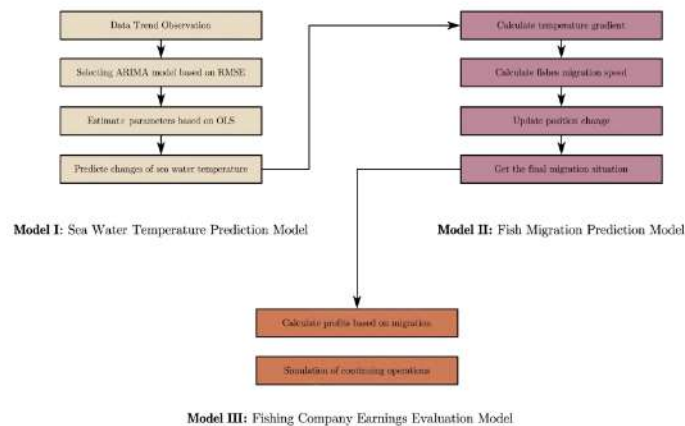 Data Trend Observation
Selecting ARIMA model based on RMSE
Estimate parameters based on OLS
Predicte changes of sea water temperature
Model I: Sea Water Temperature Prediction Model
Calculate temperature gradient
Calculate fishes migration speed
Update position change
Get the final migration situation
Model II: Fish Migration Prediction Model
Calculate profits based on migration
Simulation of continuing operations
Model III: Fishing Company Earnings Evaluation Model